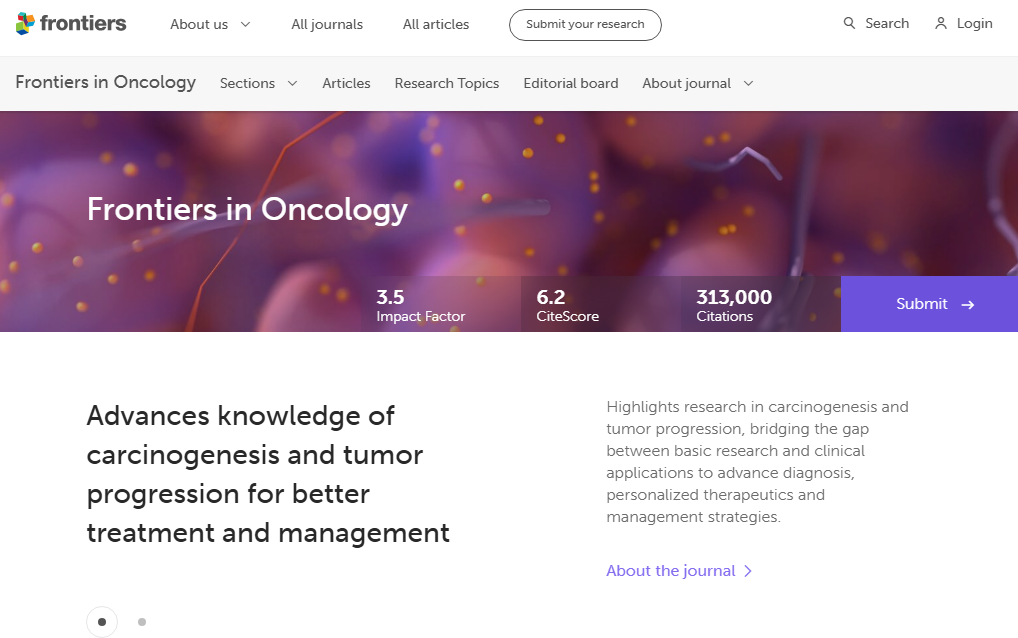 frontiers
About us
All journals
All articles
Submit your research
Search
Login
Frontiers in Oncology
Sections
Articles
Research Topics
Editorial board
About journal
Frontiers in Oncology
3.5
Impact Factor
6.2
CiteScore
313,000
Citations
Submit
Advances knowledge of
carcinogenesis and tumor
progression for better
treatment and management
Highlights research in carcinogenesis and
tumor progression, bridging the gap
between basic research and clinical
applications to advance diagnosis,
personalized therapeutics and
management strategies.
About the journal